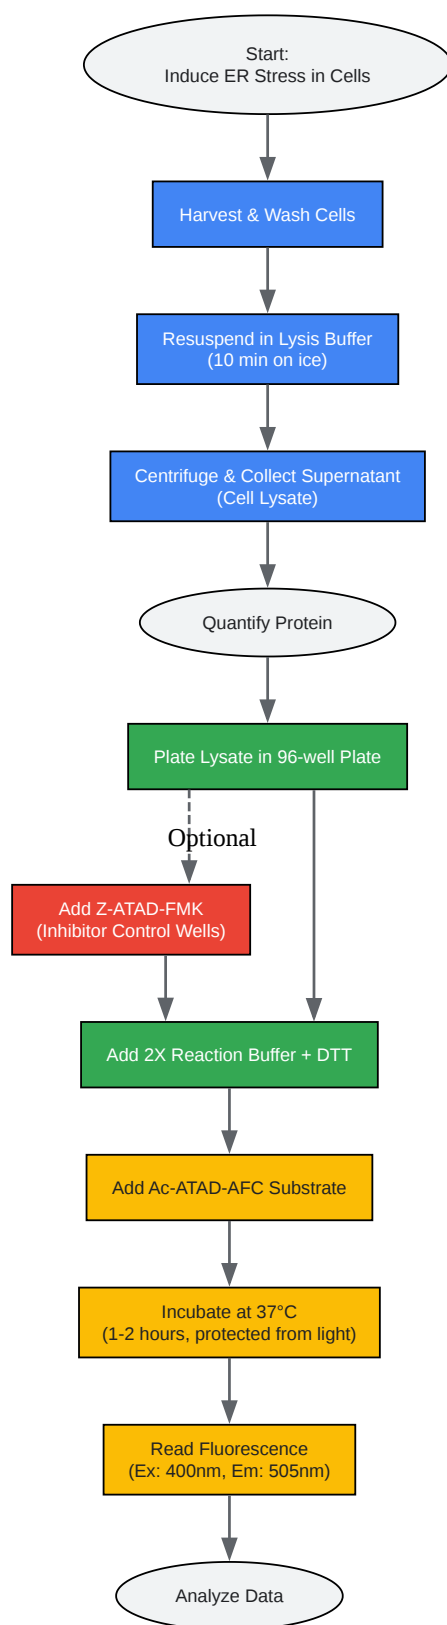 Start:
Induce ER Stress in Cells
Harvest & Wash Cells
Resuspend in Lysis Buffer
(10 min on ice)
Centrifuge & Collect Supernatant
(Cell Lysate)
Quantify Protein
Plate Lysate in 96-well Plate
Optional
Add Z-ATAD-FMK
(Inhibitor Control Wells)
Add 2X Reaction Buffer + DTT
Add Ac-ATAD-AFC Substrate
Incubate at 37°C
(1-2 hours, protected from light)
Read Fluorescence
(Ex: 400nm, Em: 505nm)
Analyze Data